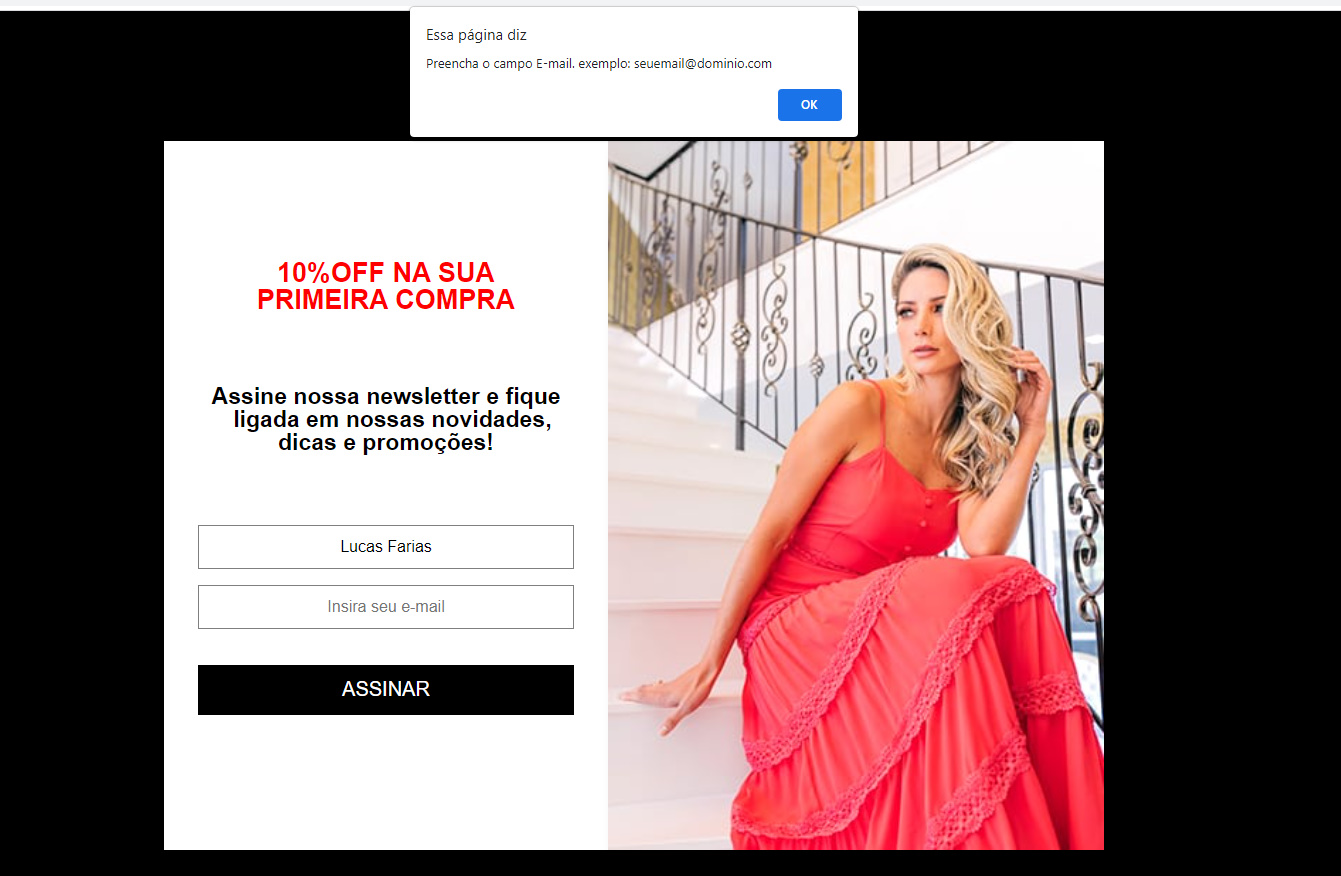 Essa página diz
Preencha o campo E-mail. exemplo: seuemail@dominio.com
OK
10%OFF NA SUA
PRIMEIRA COMPRA
Assine nossa newsletter e fique
ligada em nossas novidades,
dicas e promoções!
Lucas Farias
Insira seu e-mail
ASSINAR